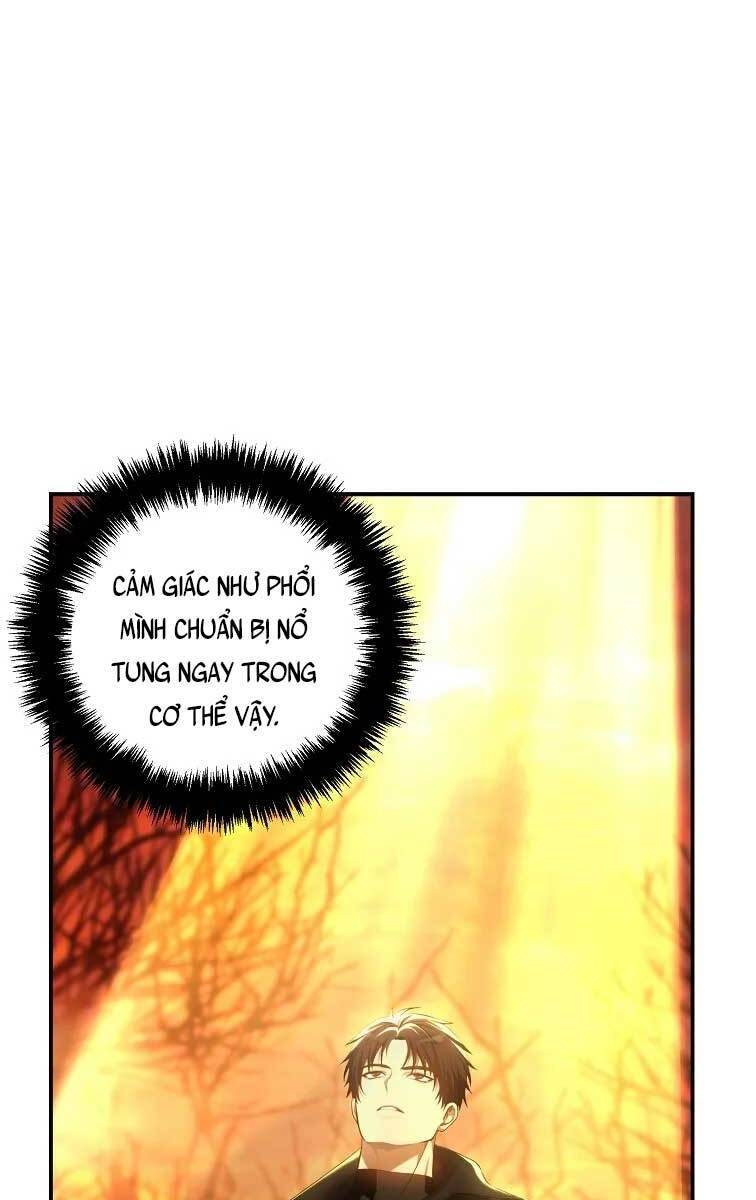 CẢM GIÁC NHƯ PHỔI
MÌNH CHUẨN BỊ NỔ
TUNG NGAY TRONG
CƠ THỂ VẬY.